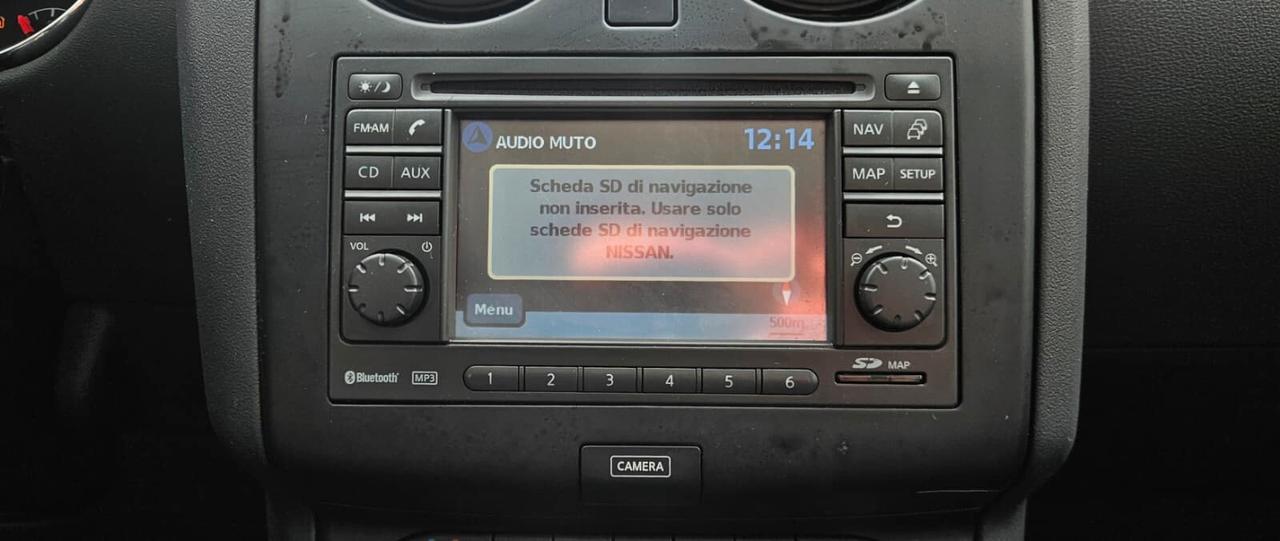 FM·AM
CD AUX
VOL
AUDIO MUTO 12:14
Scheda SD di navigazione
non inserita. Usare solo
schede SD di navigazione
NISSAN.
Menu
500m
NAV
MAP SETUP
Bluetooth MP3
1 2 3 4 5 6
SD MAP
CAMERA